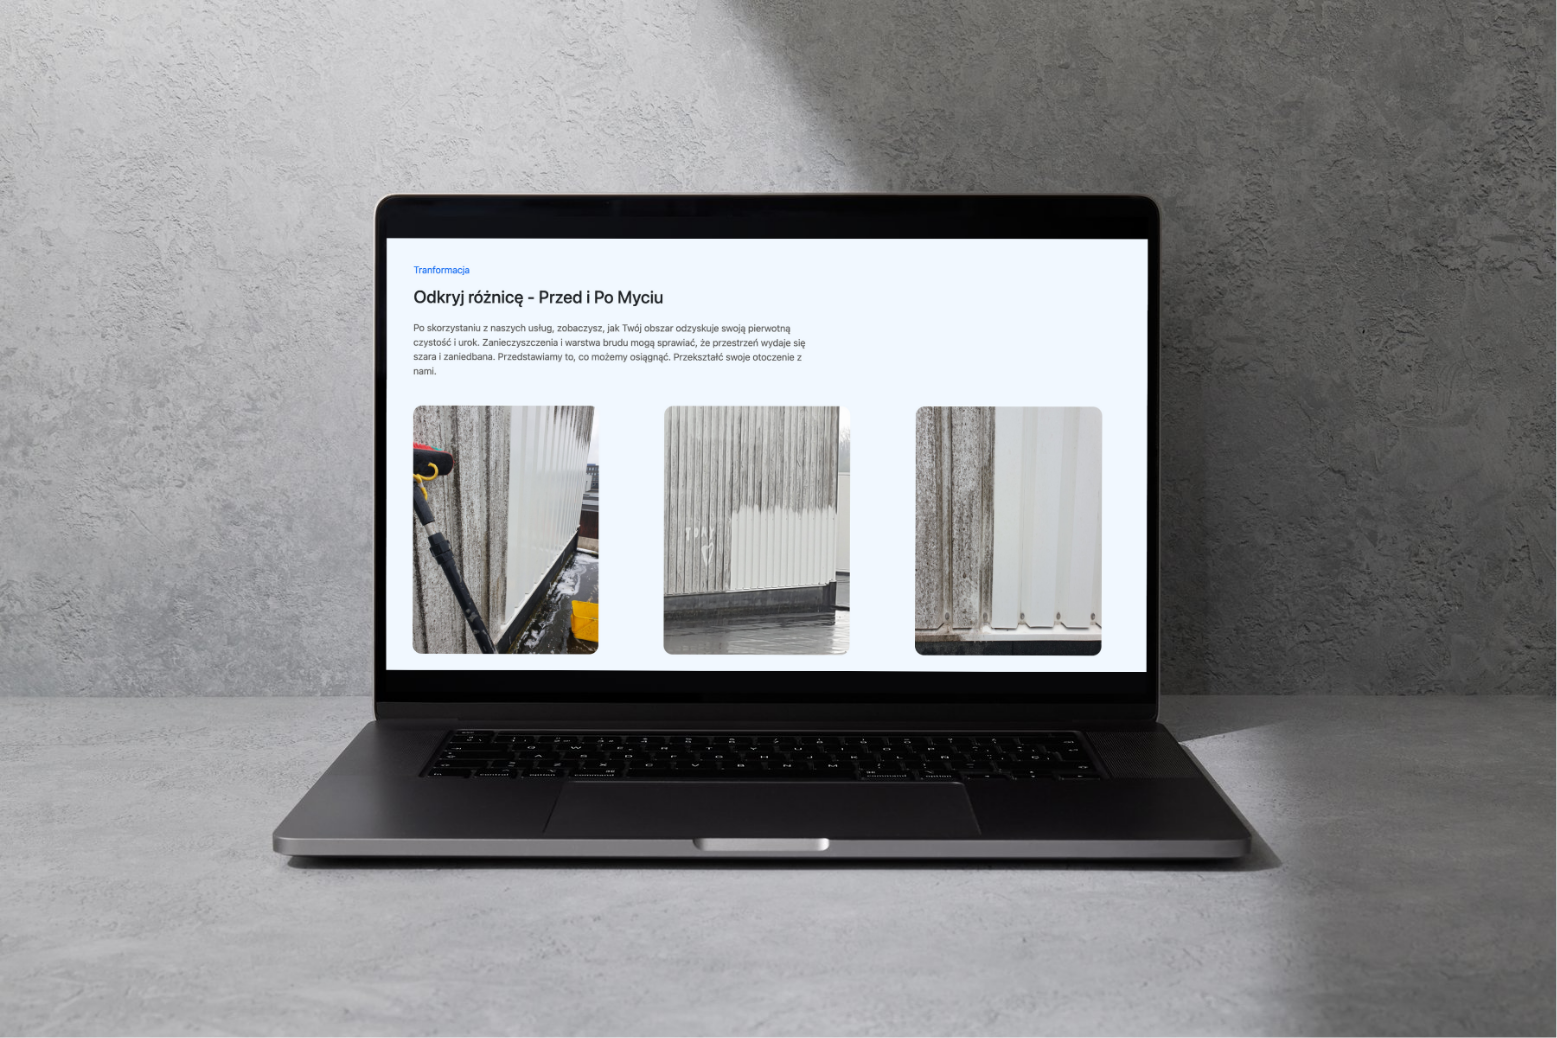 Tranformacja
Odkryj różnicę - Przed i Po Myciu
Po skorzystaniu z naszych usług, zobaczysz, jak Twój obszar odzyskuje swoją pierwotną
czystość i urok. Zanieczyszczenia i warstwa brudu mogą sprawiać, że przestrzeń wydaje się
szara i zaniedbana. Przedstawiamy to, co możemy osiągnąć. Przekształć swoje otoczenie z
nami.